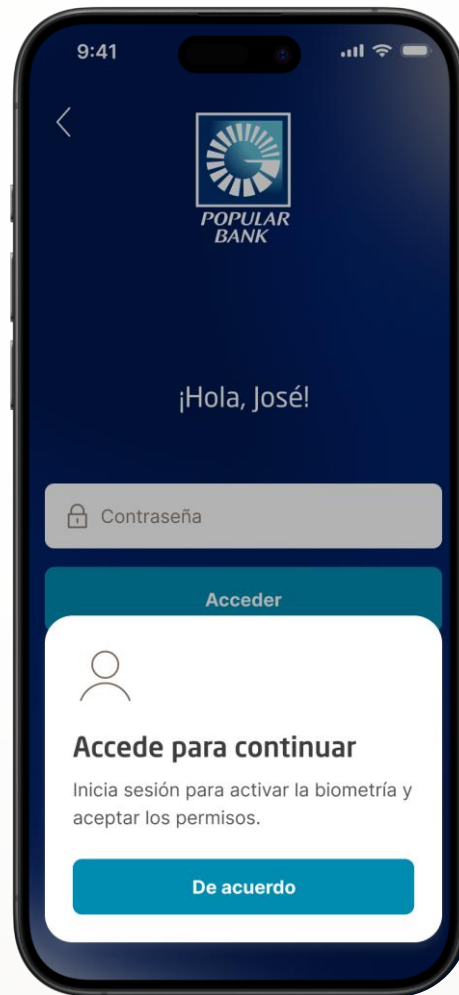 9:41
POPULAR
BANK
¡Hola, José!
Contraseña
Acceder
Accede para continuar
Inicia sesión para activar la biometría y
aceptar los permisos.
De acuerdo